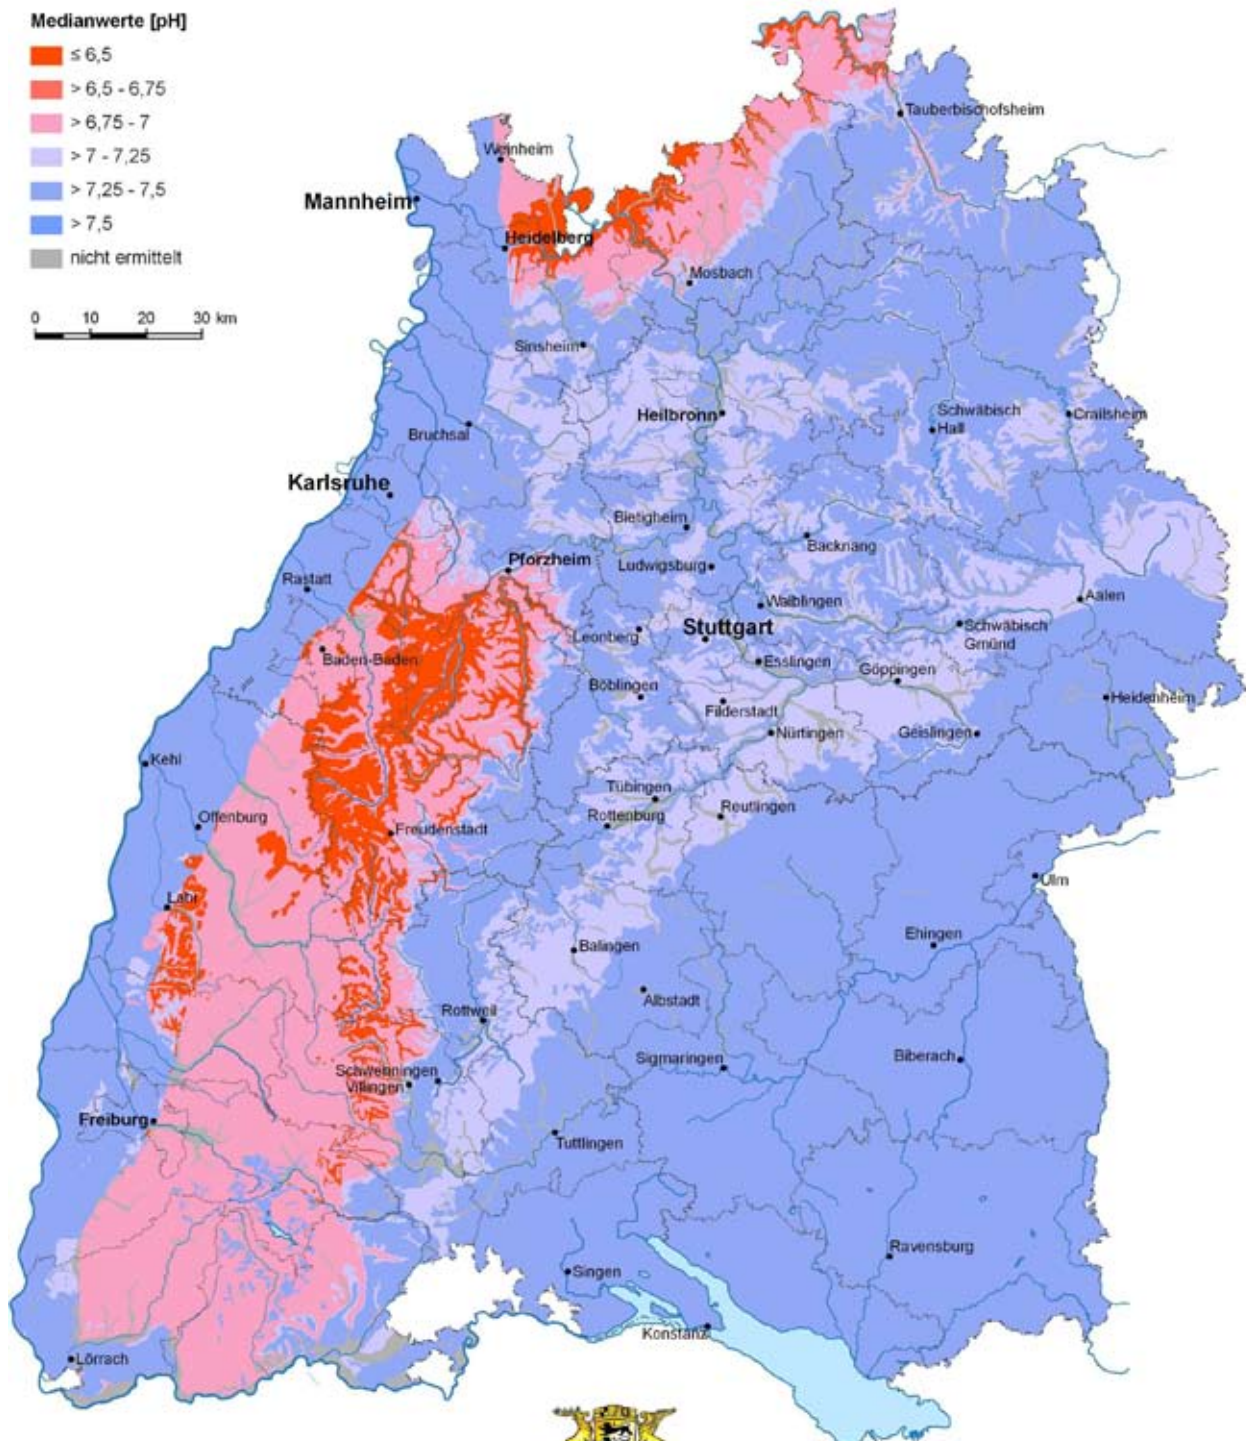 Medianwerte [pH]
≤ 6,5
> 6,5 - 6,75
> 6,75 - 7
> 7 - 7,25
> 7,25 - 7,5
> 7,5
nicht ermittelt
0 10 20 30 km
Tauberbischofsheim
Weinheim
Mannheim
Heidelberg
Mosbach
Sinsheim
Heilbronn
Schwäbisch
Hall
Crailsheim
Bruchsal
Karlsruhe
Bietigheim
Backnang
Pforzheim
Ludwigsburg
Rastatt
Waiblingen
Aalen
Leonberg
Stuttgart
Schwäbisch
Gmünd
Baden-Baden
Esslingen
Göppingen
Böblingen
Filderstadt
Heidenheim
Nürtingen
Geislingen
Kehl
Tübingen
Reutlingen
Offenburg
Rottenburg
Freudenstadt
Ulm
Lahr
Ehingen
Balingen
Albstadt
Rottweil
Sigmaringen
Biberach
Schwenningen
Villingen
Freiburg
Tuttlingen
Ravensburg
Singen
Konstanz
Lörrach